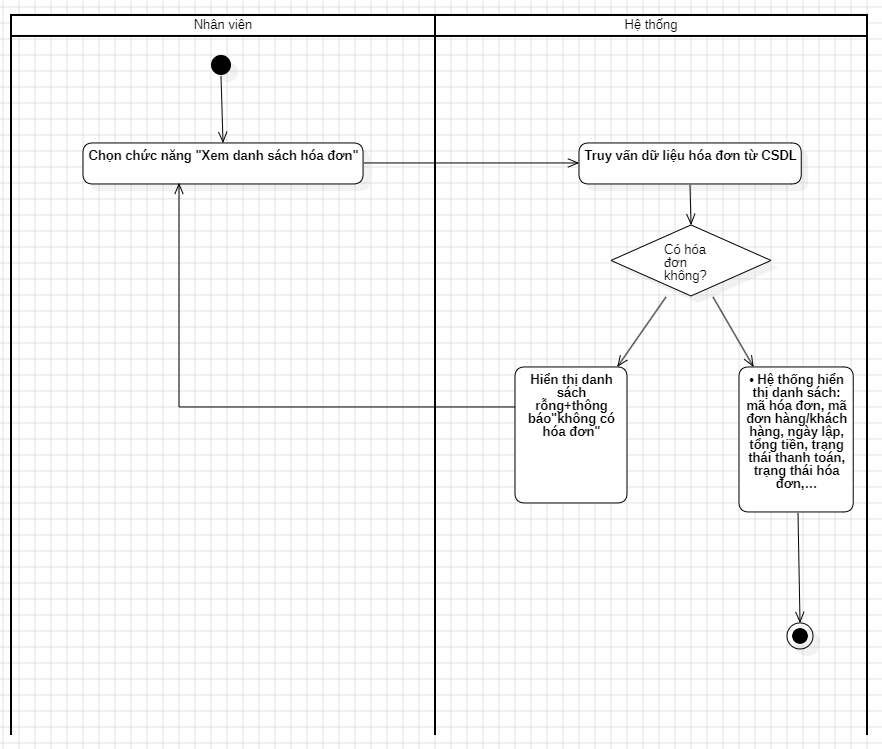 Nhân viên
Hệ thống
Chọn chức năng "Xem danh sách hóa đơn"
Truy vấn dữ liệu hóa đơn từ CSDL
Có hóa
đơn
không?
Hiển thị danh
sách
rỗng+thông
báo"không có
hóa đơn"
• Hệ thống hiển
thị danh sách:
mã hóa đơn, mã
đơn hàng/khách
hàng, ngày lập,
tổng tiền, trạng
thái thanh toán,
trạng thái hóa
đơn,...